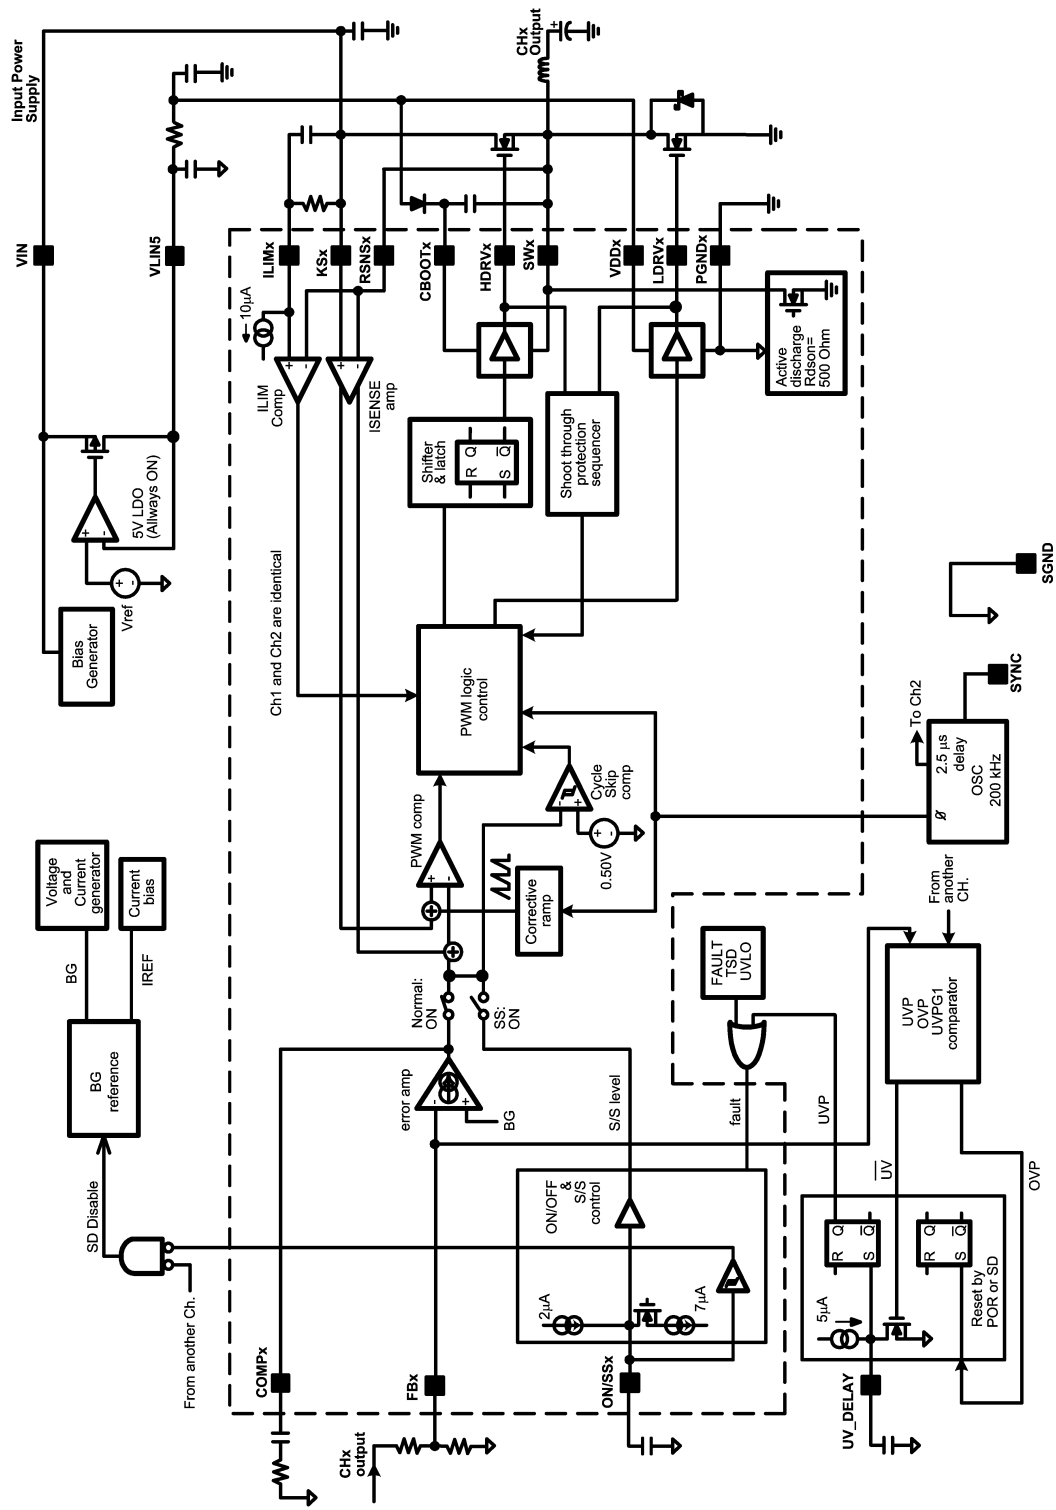 Input Power
Supply
VIN
VLIN5
5V LDO
(Allways ON)
+
-
Vref
+
-
Bias
Generator
Voltage
and
Current
generator
Current
bias
BG
IREF
BG
reference
SD Disable
From another Ch.
CHx
Output
+
ILIMx
KSx
RSNSx
CBOOTx
HDRVx
SWx
VDDx
LDRVx
PGNDx
10µA
+
-
ILIM
Comp
+
-
ISENSE
amp
Shifter
& latch
R Q
S Q
Shoot through
protection
sequencer
Active
discharge
Rdson=
500 Ohm
Ch1 and Ch2 are identical
PWM logic
control
PWM comp
+
-
Cycle
Skip
comp
-
+
0.50V
+
-
Corrective
ramp
Normal:
ON
SS:
ON
error amp
-
+
BG
S/S level
FAULT
TSD
UVLO
fault
ON/OFF
&
S/S
control
2µA
7µA
COMPx
FBx
ON/SSx
CHx
output
SGND
SYNC
To Ch2
2.5 µs
delay
OSC
200 kHz
ø
From
another
CH.
UVP
OVP
UVPG1
comparator
UVP
UV
OVP
R Q
S Q
R Q
S Q
5µA
Reset by
POR or SD
UV_DELAY